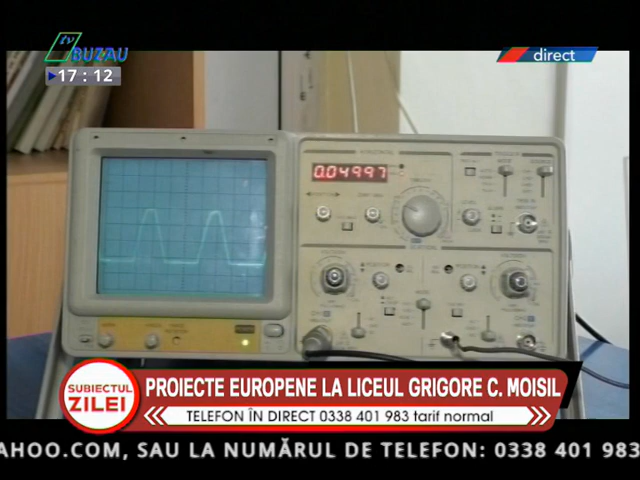 tv
BUZAU
17 : 12
direct
0.04997
SUBIECTUL
ZILEI
PROIECTE EUROPENE LA LICEUL GRIGORE C. MOISIL
TELEFON ÎN DIRECT 0338 401 983 tarif normal
AHOO.COM, SAU LA NUMĂRUL DE TELEFON: 0338 401 983